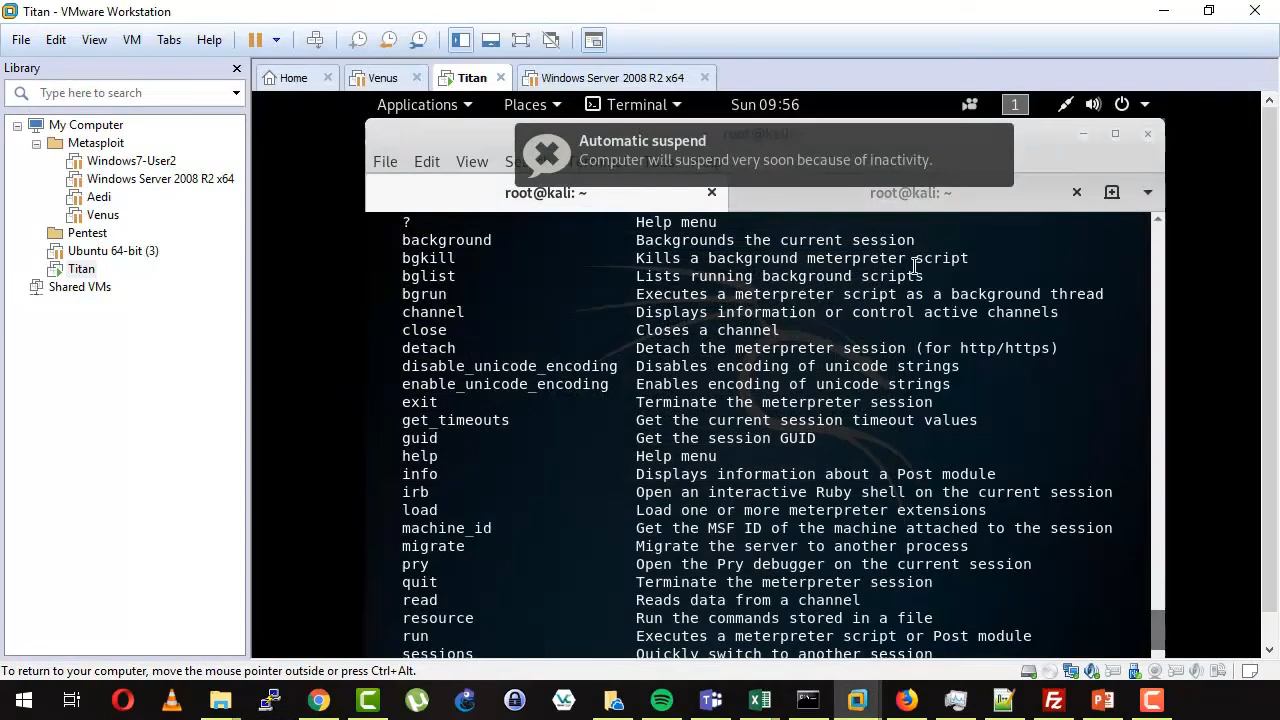 Titan - VMware Workstation
File Edit View VM Tabs Help
Library
Type here to search
Home Venus Titan Windows Server 2008 R2 x64
My Computer
Metasploit
Windows7-User2
Windows Server 2008 R2 x64
Aedi
Venus
Pentest
Ubuntu 64-bit (3)
Titan
Shared VMs
Applications Places Terminal Sun 09:56 1
Automatic suspend
Computer will suspend very soon because of inactivity.
File Edit View
root@kali: ~ root@kali: ~
? Help menu
background Backgrounds the current session
bgkill Kills a background meterpreter script
bglist Lists running background scripts
bgrun Executes a meterpreter script as a background thread
channel Displays information or control active channels
close Closes a channel
detach Detach the meterpreter session (for http/https)
disable_unicode_encoding Disables encoding of unicode strings
enable_unicode_encoding Enables encoding of unicode strings
exit Terminate the meterpreter session
get_timeouts Get the current session timeout values
guid Get the session GUID
help Help menu
info Displays information about a Post module
irb Open an interactive Ruby shell on the current session
load Load one or more meterpreter extensions
machine_id Get the MSF ID of the machine attached to the session
migrate Migrate the server to another process
pry Open the Pry debugger on the current session
quit Terminate the meterpreter session
read Reads data from a channel
resource Run the commands stored in a file
run Executes a meterpreter script or Post module
sessions Quickly switch to another session
To return to your computer, move the mouse pointer outside or press Ctrl+Alt.